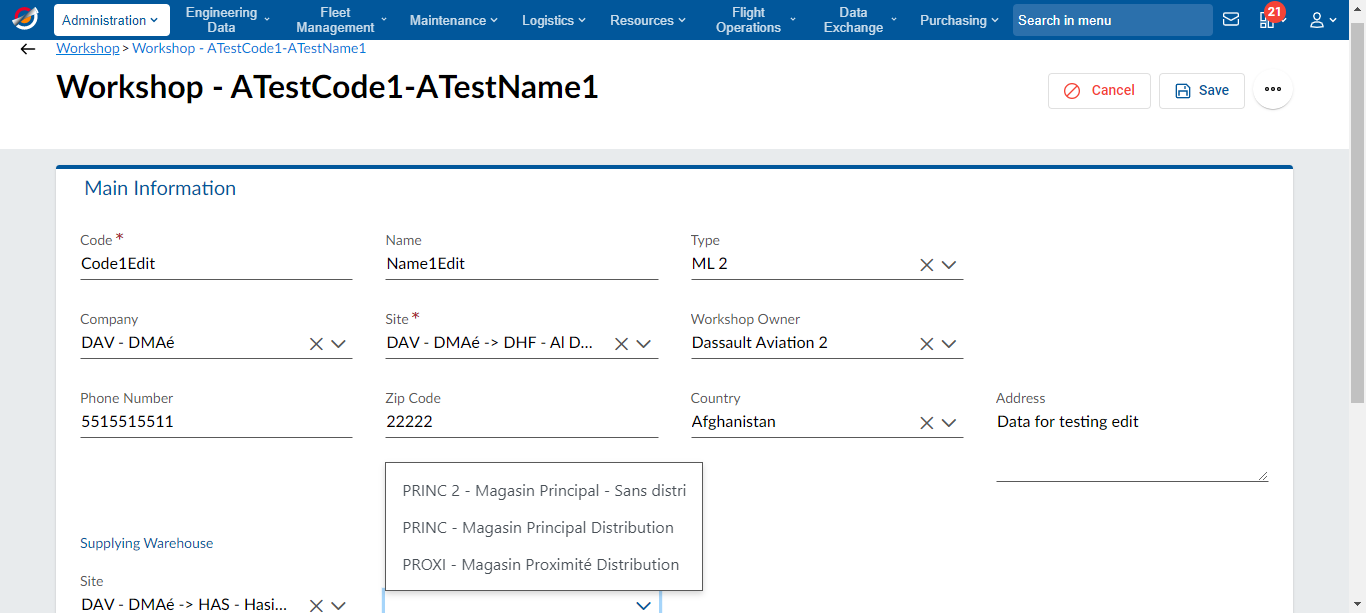 Administration
Engineering Data
Fleet Management
Maintenance
Logistics
Resources
Flight Operations
Data Exchange
Purchasing
Search in menu
21
Workshop > Workshop - ATestCode1-ATestName1
Workshop - ATestCode1-ATestName1
Cancel
Save
Main Information
Code *
Name
Type
Code1Edit
Name1Edit
ML 2
Company
Site *
Workshop Owner
DAV - DMAé
DAV - DMAé -> DHF - Al D...
Dassault Aviation 2
Phone Number
Zip Code
Country
Address
5515515511
22222
Afghanistan
Data for testing edit
PRINC 2 - Magasin Principal - Sans distri
PRINC - Magasin Principal Distribution
PROXI - Magasin Proximité Distribution
Supplying Warehouse
Site
DAV - DMAé -> HAS - Hasi...